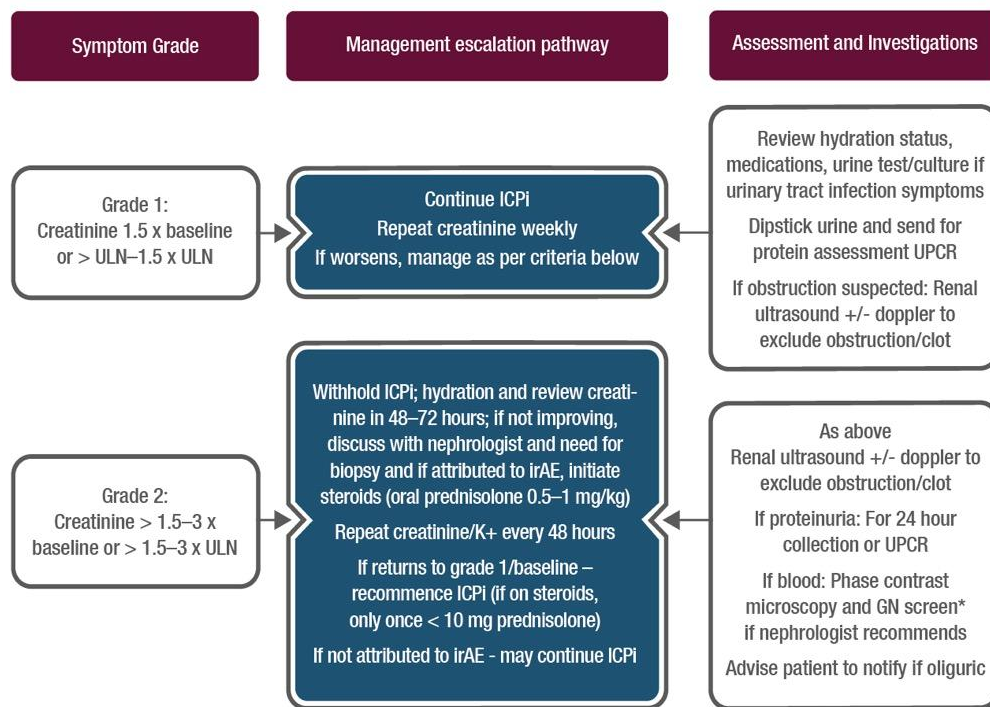 Symptom Grade
Management escalation pathway
Assessment and Investigations
Grade 1:
Creatinine 1.5 x baseline
or > ULN–1.5 x ULN
Continue ICPi
Repeat creatinine weekly
If worsens, manage as per criteria below
Review hydration status,
medications, urine test/culture if
urinary tract infection symptoms
Dipstick urine and send for
protein assessment UPCR
If obstruction suspected: Renal
ultrasound +/- doppler to
exclude obstruction/clot
Grade 2:
Creatinine > 1.5–3 x
baseline or > 1.5–3 x ULN
Withhold ICPi; hydration and review creati-
nine in 48–72 hours; if not improving,
discuss with nephrologist and need for
biopsy and if attributed to irAE, initiate
steroids (oral prednisolone 0.5–1 mg/kg)
Repeat creatinine/K+ every 48 hours
If returns to grade 1/baseline –
recommence ICPi (if on steroids,
only once < 10 mg prednisolone)
If not attributed to irAE - may continue ICPi
As above
Renal ultrasound +/- doppler to
exclude obstruction/clot
If proteinuria: For 24 hour
collection or UPCR
If blood: Phase contrast
microscopy and GN screen*
if nephrologist recommends
Advise patient to notify if oliguric